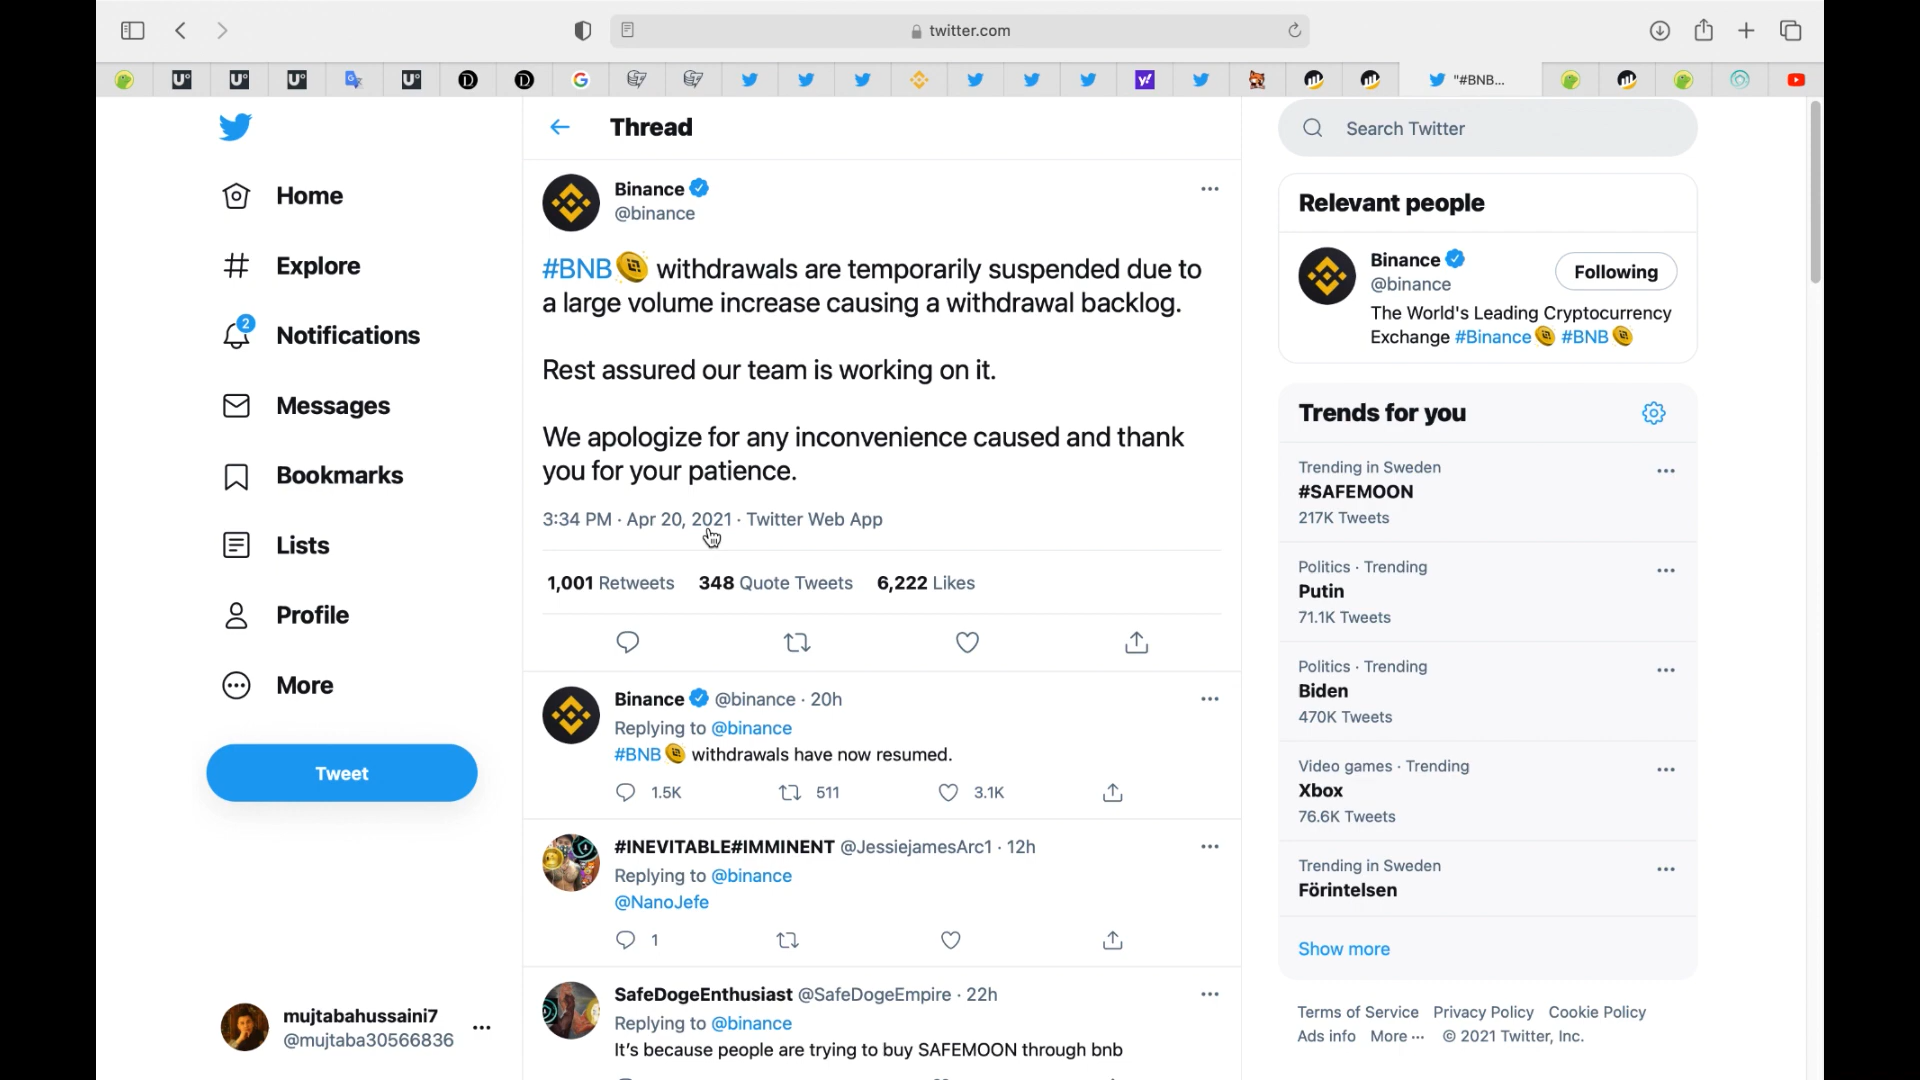 twitter.com
"#BNB...
Thread
Search Twitter
Home
Explore
2
Notifications
Messages
Bookmarks
Lists
Profile
More
Tweet
mujtabahussaini7
@mujtaba30566836
Binance
@binance
#BNB withdrawals are temporarily suspended due to
a large volume increase causing a withdrawal backlog.
Rest assured our team is working on it.
We apologize for any inconvenience caused and thank
you for your patience.
3:34 PM · Apr 20, 2021 · Twitter Web App
1,001 Retweets 348 Quote Tweets 6,222 Likes
Binance @binance · 20h
Replying to @binance
#BNB withdrawals have now resumed.
1.5K 511 3.1K
#INEVITABLE#IMMINENT @JessiejamesArc1 · 12h
Replying to @binance
@NanoJefe
1
SafeDogeEnthusiast @SafeDogeEmpire · 22h
Replying to @binance
It's because people are trying to buy SAFEMOON through bnb
Relevant people
Binance
@binance
Following
The World's Leading Cryptocurrency
Exchange #Binance #BNB
Trends for you
Trending in Sweden
#SAFEMOON
217K Tweets
Politics · Trending
Putin
71.1K Tweets
Politics · Trending
Biden
470K Tweets
Video games · Trending
Xbox
76.6K Tweets
Trending in Sweden
Förintelsen
Show more
Terms of Service Privacy Policy Cookie Policy
Ads info More ··· © 2021 Twitter, Inc.